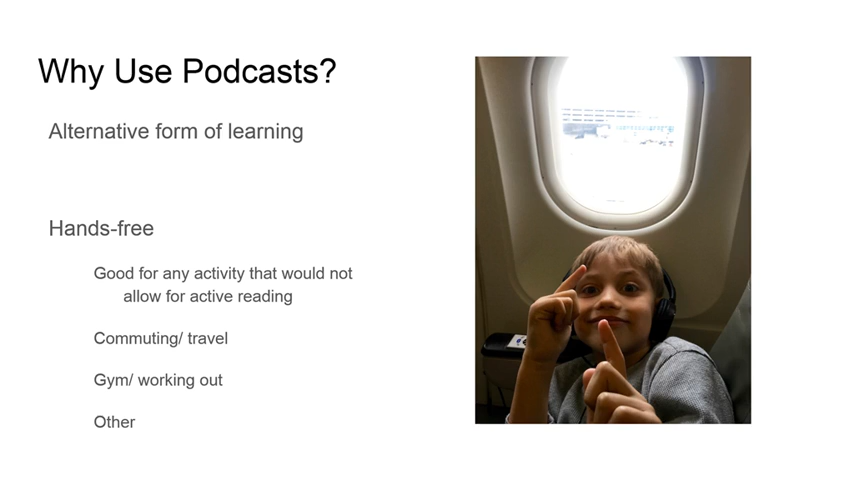 Why Use Podcasts?
Alternative form of learning
Hands-free
Good for any activity that would not
allow for active reading
Commuting/ travel
Gym/ working out
Other